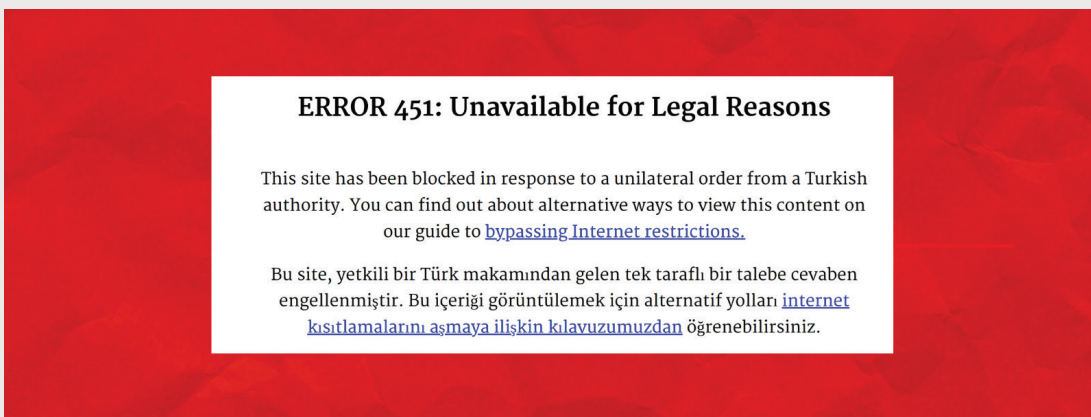 ERROR 451: Unavailable for Legal Reasons
This site has been blocked in response to a unilateral order from a Turkish
authority. You can find out about alternative ways to view this content on
our guide to bypassing Internet restrictions.
Bu site, yetkili bir Türk makamından gelen tek taraflı bir talebe cevaben
engellenmiştir. Bu içeriği görüntülemek için alternatif yolları internet
kısıtlamalarını aşmaya ilişkin kılavuzumuzdan öğrenebilirsiniz.